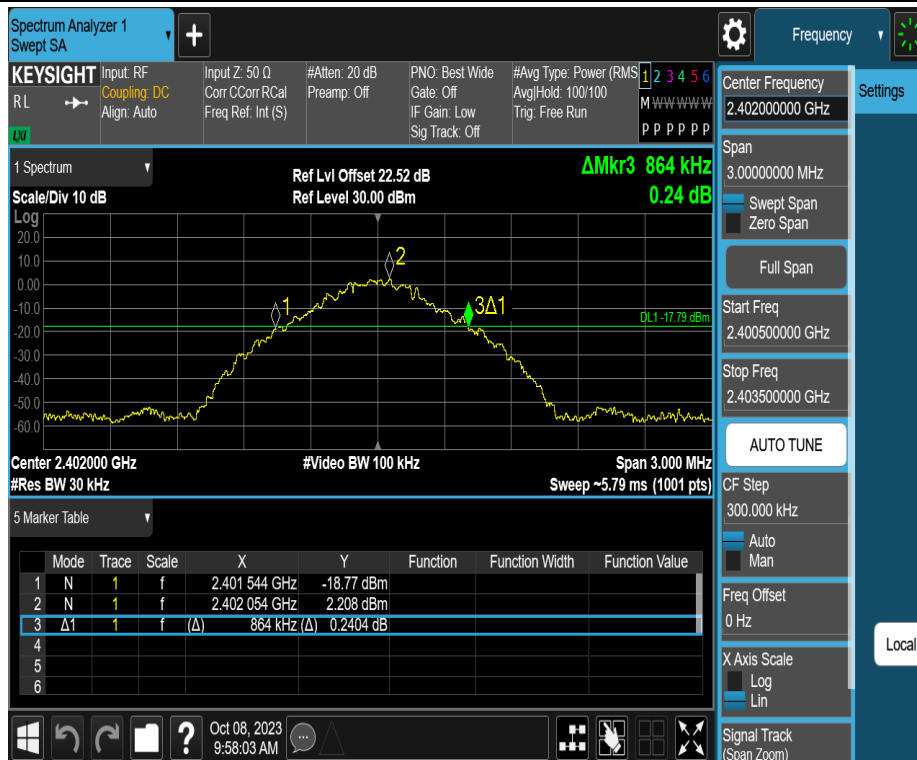 Spectrum Analyzer 1
Swept SA
+
Frequency
KEYSIGHT
RL
LXI
Input: RF
Coupling: DC
Align: Auto
Input Z: 50 Ω
Corr CCorr RCal
Freq Ref: Int (S)
#Atten: 20 dB
Preamp: Off
PNO: Best Wide
Gate: Off
IF Gain: Low
Sig Track: Off
#Avg Type: Power (RMS
Avg|Hold: 100/100
Trig: Free Run
1 2 3 4 5 6
M W W W W W
P P P P P P
1 Spectrum
Scale/Div 10 dB
Ref Lvl Offset 22.52 dB
Ref Level 30.00 dBm
ΔMkr3 864 kHz
0.24 dB
Log
20.0
10.0
0.00
-10.0
-20.0
-30.0
-40.0
-50.0
-60.0
1
2
3Δ1
DL1 -17.79 dBm
Center 2.402000 GHz
#Video BW 100 kHz
Span 3.000 MHz
#Res BW 30 kHz
Sweep ~5.79 ms (1001 pts)
5 Marker Table
Mode Trace Scale X Y Function Function Width Function Value
1 N 1 f 2.401 544 GHz -18.77 dBm
2 N 1 f 2.402 054 GHz 2.208 dBm
3 Δ1 1 f (Δ) 864 kHz (Δ) 0.2404 dB
4
5
6
?
Oct 08, 2023
9:58:03 AM
Center Frequency
2.402000000 GHz
Settings
Span
3.00000000 MHz
Swept Span
Zero Span
Full Span
Start Freq
2.400500000 GHz
Stop Freq
2.403500000 GHz
AUTO TUNE
CF Step
300.000 kHz
Auto
Man
Freq Offset
0 Hz
Local
X Axis Scale
Log
Lin
Signal Track
(Span Zoom)